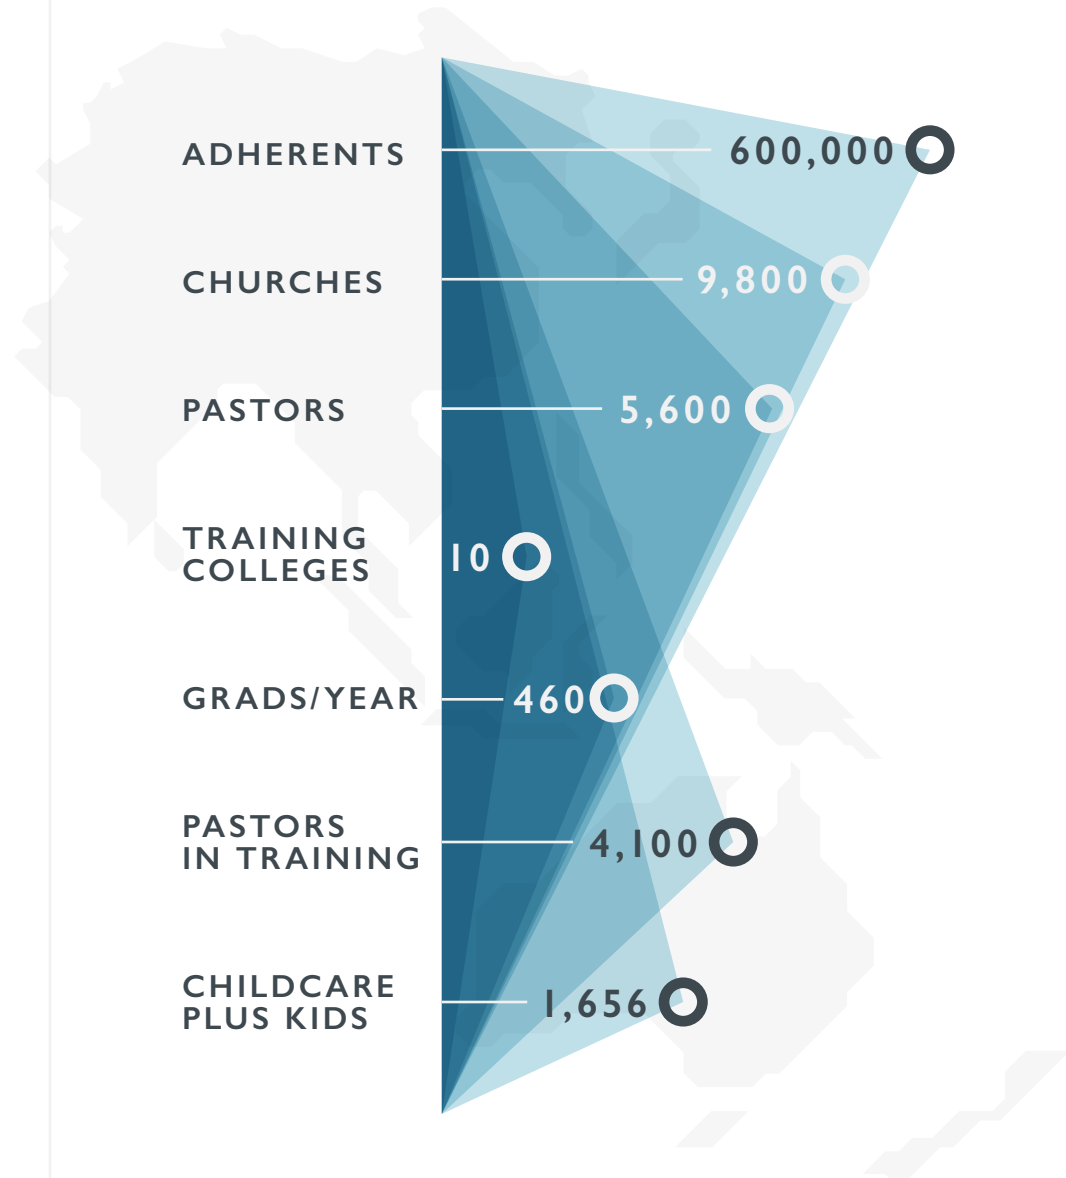 ADHERENTS 600,000
CHURCHES 9,800
PASTORS 5,600
TRAINING
COLLEGES 10
GRADS/YEAR 460
PASTORS
IN TRAINING 4,100
CHILDCARE
PLUS KIDS 1,656